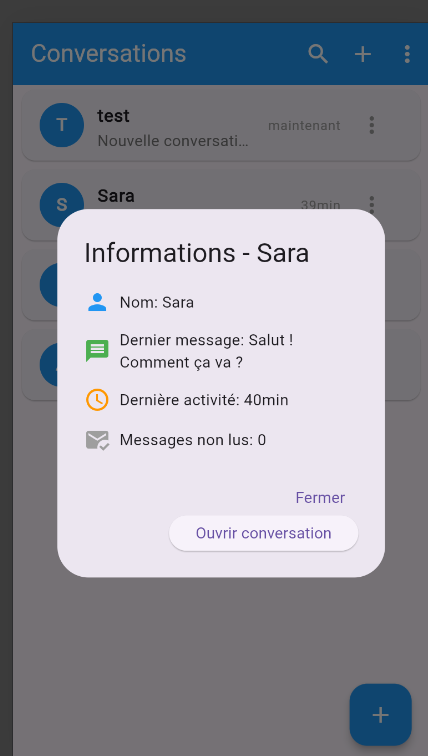 Conversations
T
test
maintenant
Nouvelle conversati...
S
Sara
39min
Informations - Sara
Nom: Sara
Dernier message: Salut !
Comment ça va ?
Dernière activité: 40min
Messages non lus: 0
Fermer
Ouvrir conversation